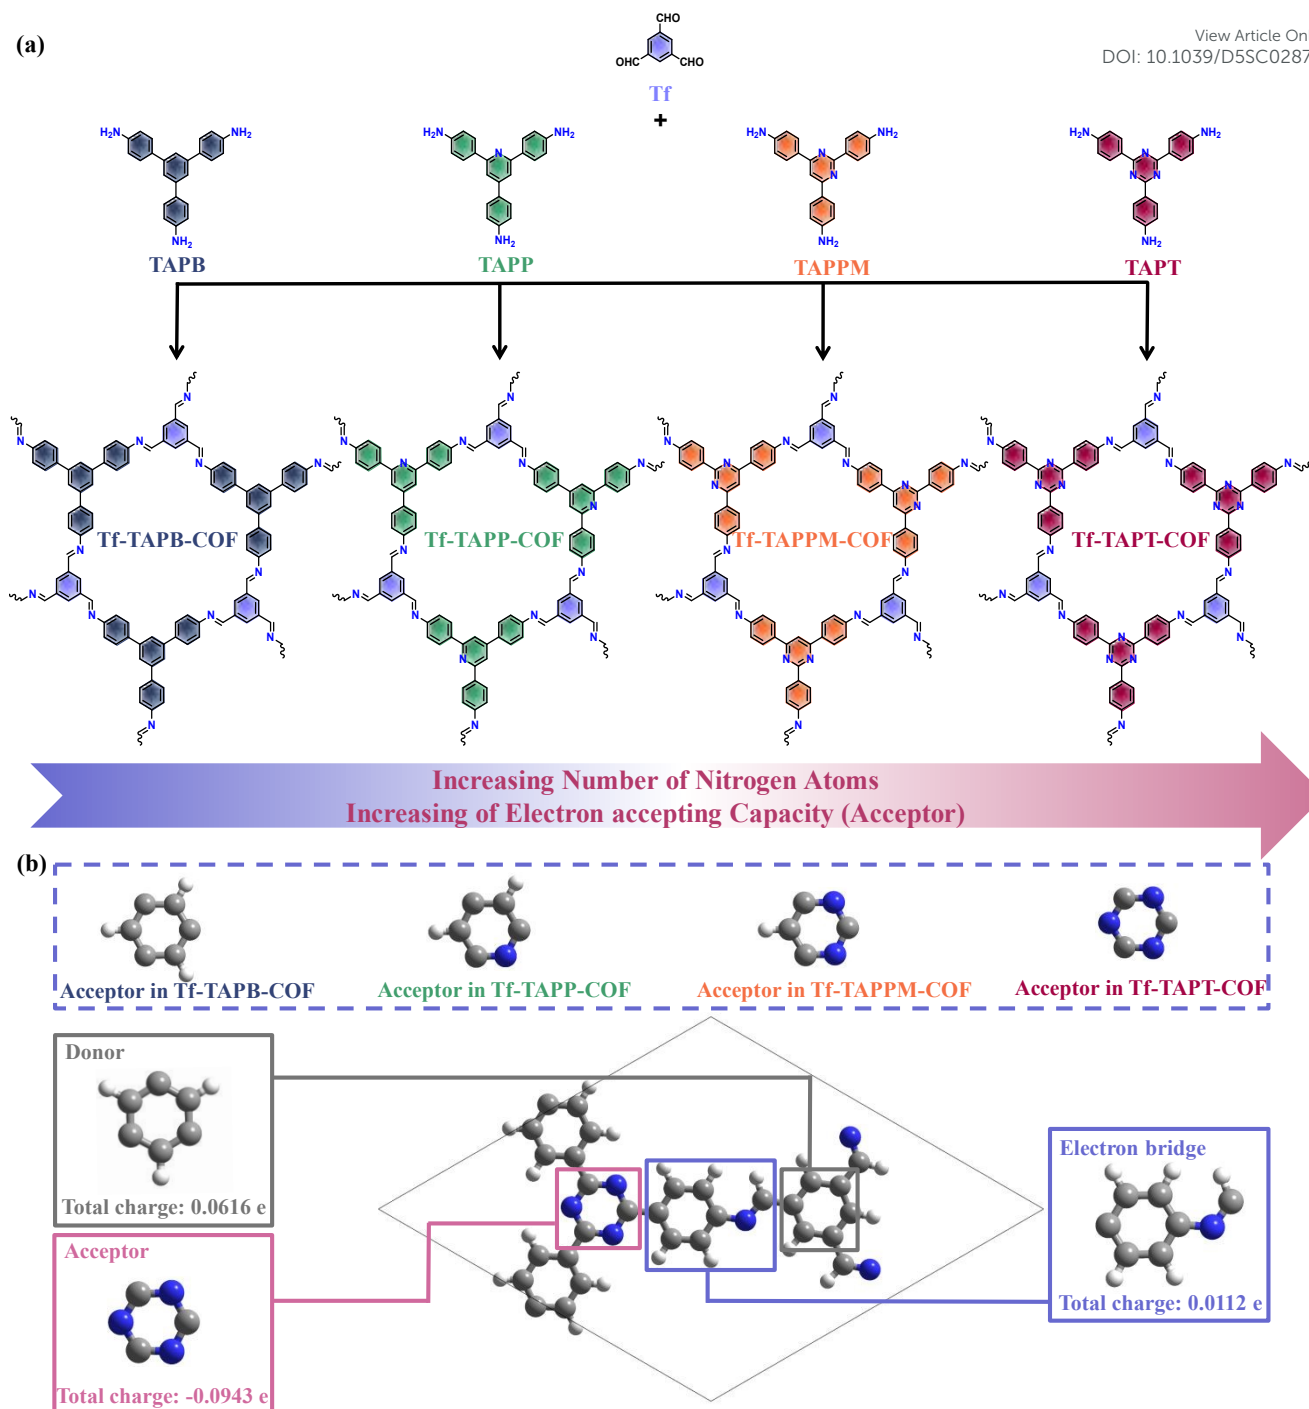 (a)
View Article On
DOI: 10.1039/D5SC0287
CHO
OHC
CHO
Tf
+
H₂N
NH₂
NH₂
TAPB
H₂N
N
NH₂
NH₂
TAPP
H₂N
N
N
NH₂
NH₂
TAPPM
H₂N
N
N
N
NH₂
NH₂
TAPT
Tf-TAPB-COF
Tf-TAPP-COF
Tf-TAPPM-COF
Tf-TAPT-COF
Increasing Number of Nitrogen Atoms
Increasing of Electron accepting Capacity (Acceptor)
(b)
Acceptor in Tf-TAPB-COF
Acceptor in Tf-TAPP-COF
Acceptor in Tf-TAPPM-COF
Acceptor in Tf-TAPT-COF
Donor
Total charge: 0.0616 e
Acceptor
Total charge: -0.0943 e
Electron bridge
Total charge: 0.0112 e